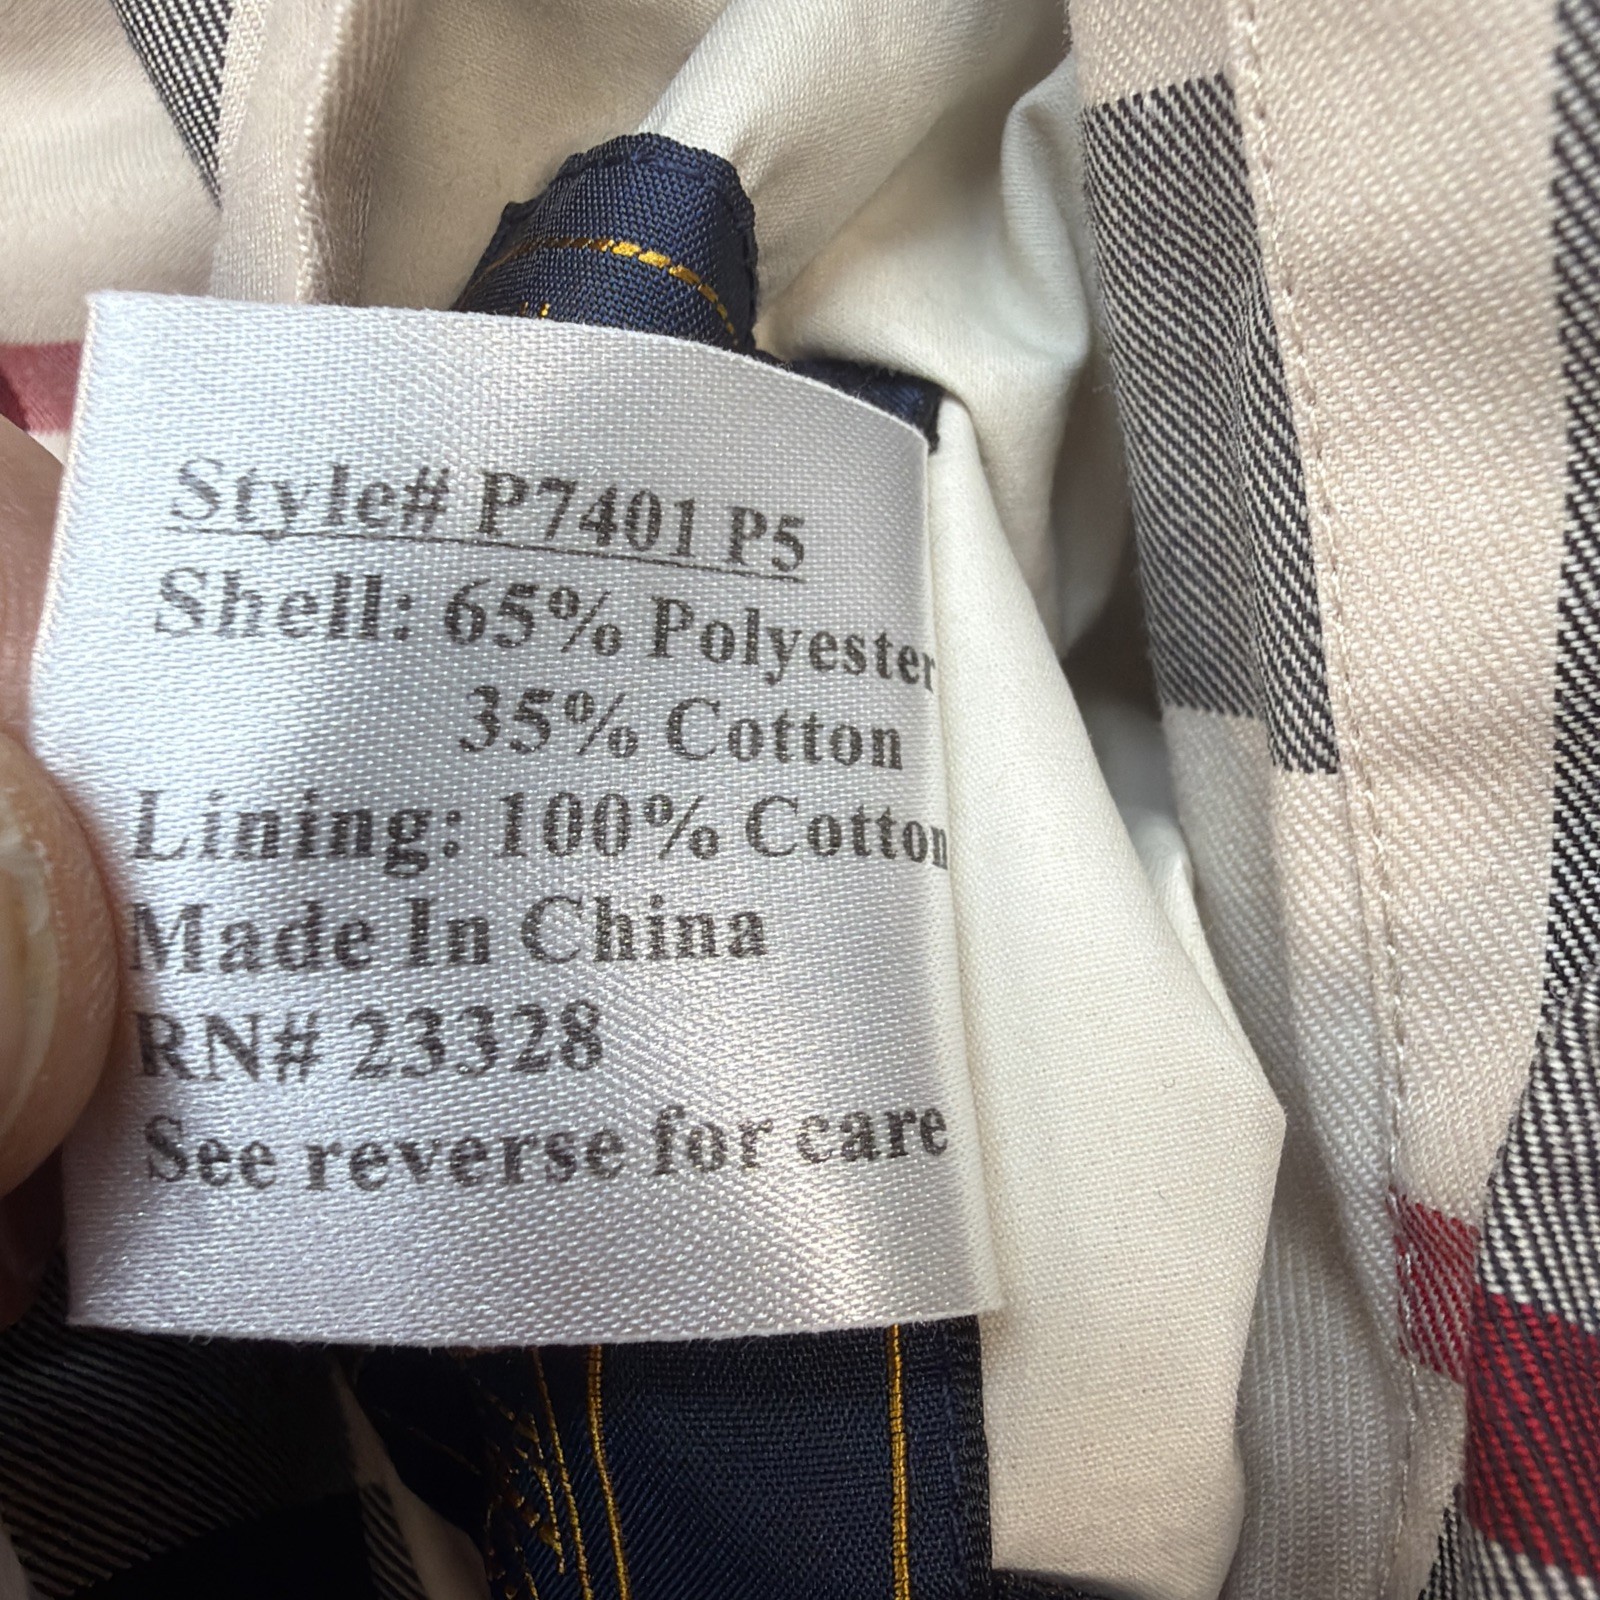 Style# P7401 P5
Shell: 65% Polyester
35% Cotton
Lining: 100% Cotton
Made In China
RN# 23328
See reverse for care